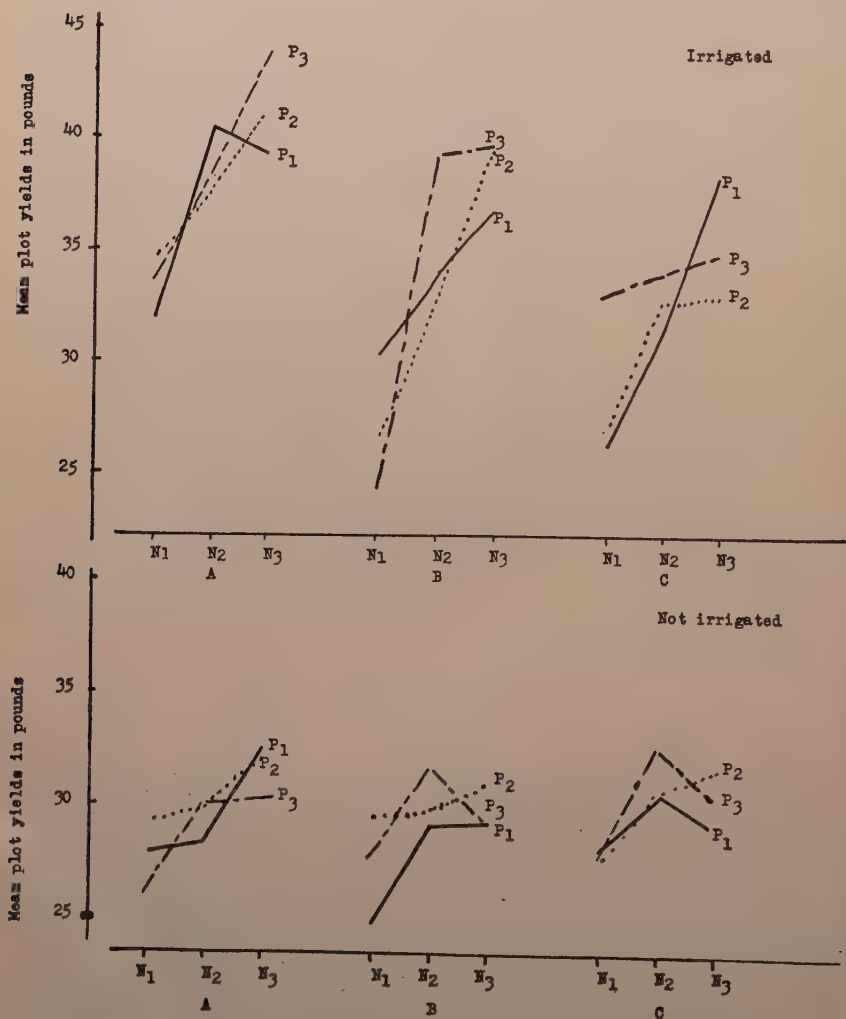 45
Irrigated
P3
P2
40
P1
P3
P2
P1
P1
35
P3
P2
30
25
Mean plot yields in pounds
N1 N2 N3 N1 N2 N3 N1 N2 N3
A B C
40
Not irrigated
35
P1
P2
P3
P2
P3
P1
P2
P3
P1
30
25
Mean plot yields in pounds
N1 N2 N3 N1 N2 N3 N1 N2 N3
A B C